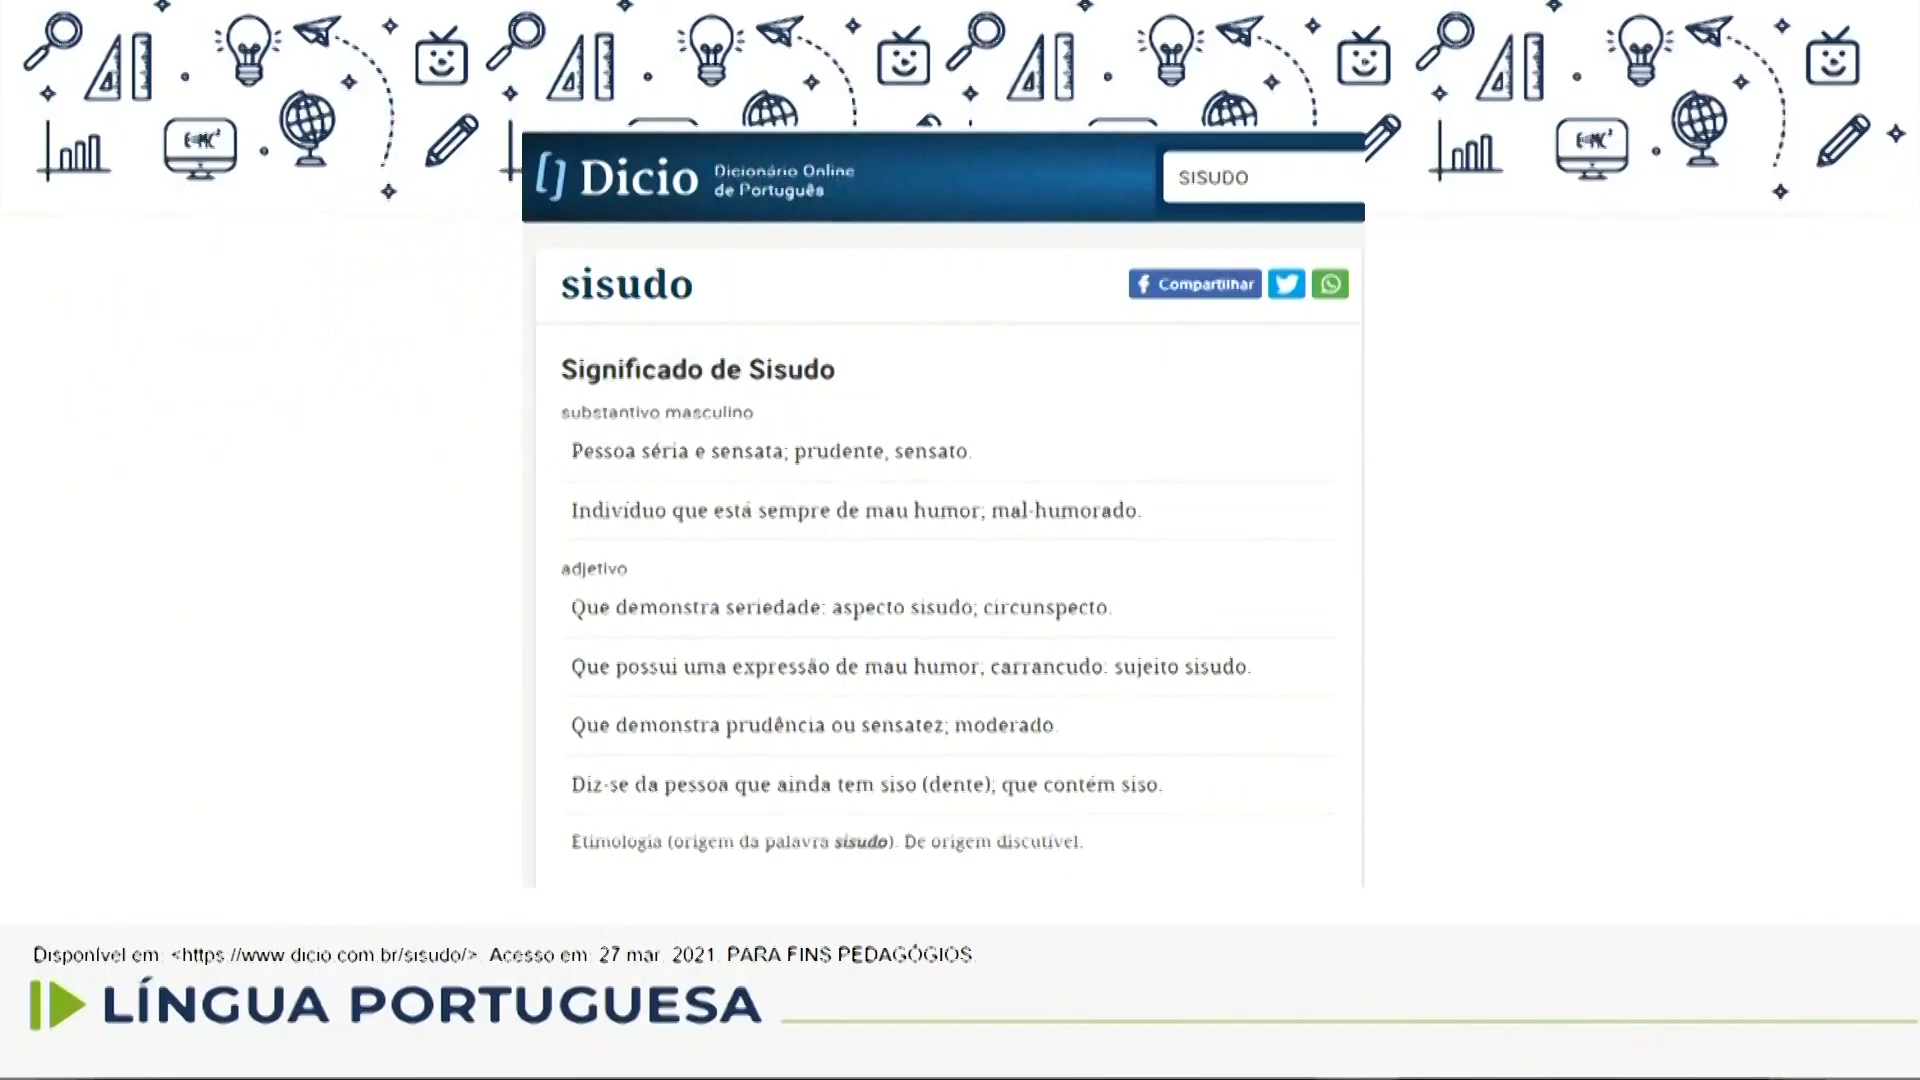 E=MC²
E=MC²
[] Dicio Dicionário Online
de Português
SISUDO
sisudo
Compartilhar
Significado de Sisudo
substantivo masculino
Pessoa séria e sensata; prudente, sensato.
Indivíduo que está sempre de mau humor; mal-humorado.
adjetivo
Que demonstra seriedade: aspecto sisudo; circunspecto.
Que possui uma expressão de mau humor; carrancudo: sujeito sisudo.
Que demonstra prudência ou sensatez; moderado.
Diz-se da pessoa que ainda tem siso (dente); que contém siso.
Etimologia (origem da palavra sisudo). De origem discutível.
Disponível em: <https://www.dicio.com.br/sisudo/>. Acesso em: 27 mar. 2021. PARA FINS PEDAGÓGIOS.
LÍNGUA PORTUGUESA